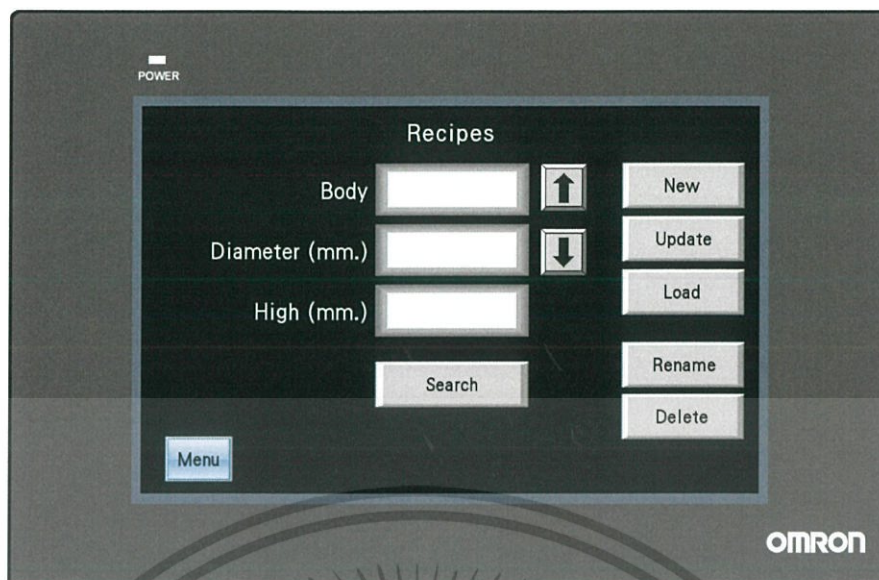 POWER
Recipes
Body
New
Diameter (mm.)
Update
High (mm.)
Load
Search
Rename
Delete
Menu
OMRON